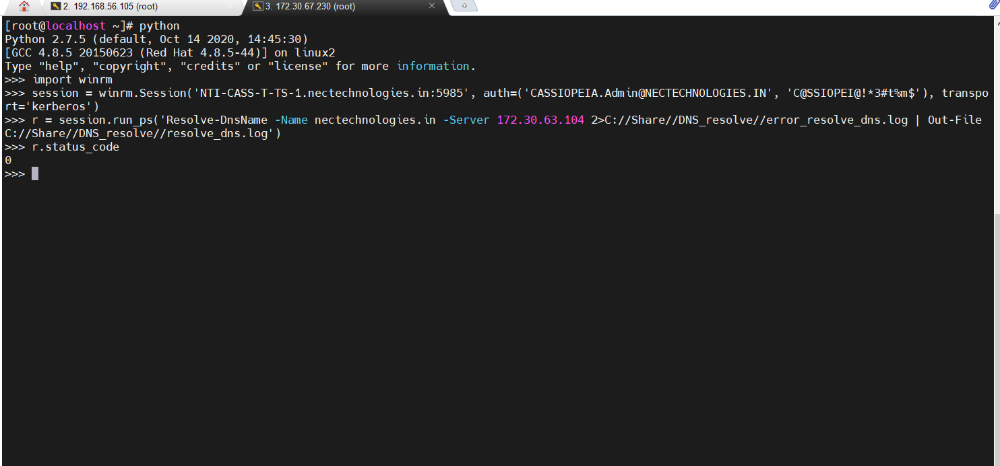 2. 192.168.56.105 (root)
3. 172.30.67.230 (root)
[root@localhost ~]# python
Python 2.7.5 (default, Oct 14 2020, 14:45:30)
[GCC 4.8.5 20150623 (Red Hat 4.8.5-44)] on linux2
Type "help", "copyright", "credits" or "license" for more information.
>>> import winrm
>>> session = winrm.Session('NTI-CASS-T-TS-1.nectechnologies.in:5985', auth=('CASSIOPEIA.Admin@NECTECHNOLOGIES.IN', 'C@SSIOPEI@!*3#t%m$'), transpo
rt='kerberos')
>>> r = session.run_ps('Resolve-DnsName -Name nectechnologies.in -Server 172.30.63.104 2>C://Share//DNS_resolve//error_resolve_dns.log | Out-File
C://Share//DNS_resolve//resolve_dns.log')
>>> r.status_code
0
>>>